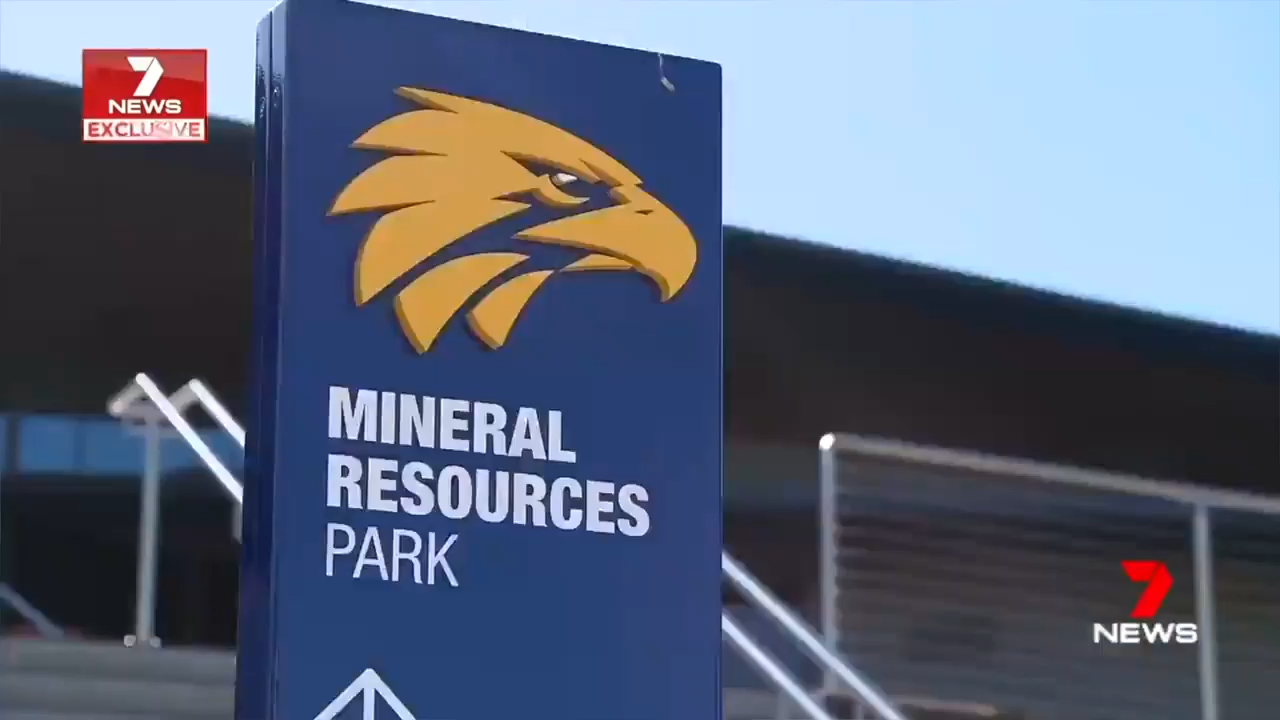 7
NEWS
EXCLUSIVE
MINERAL
RESOURCES
PARK
7
NEWS